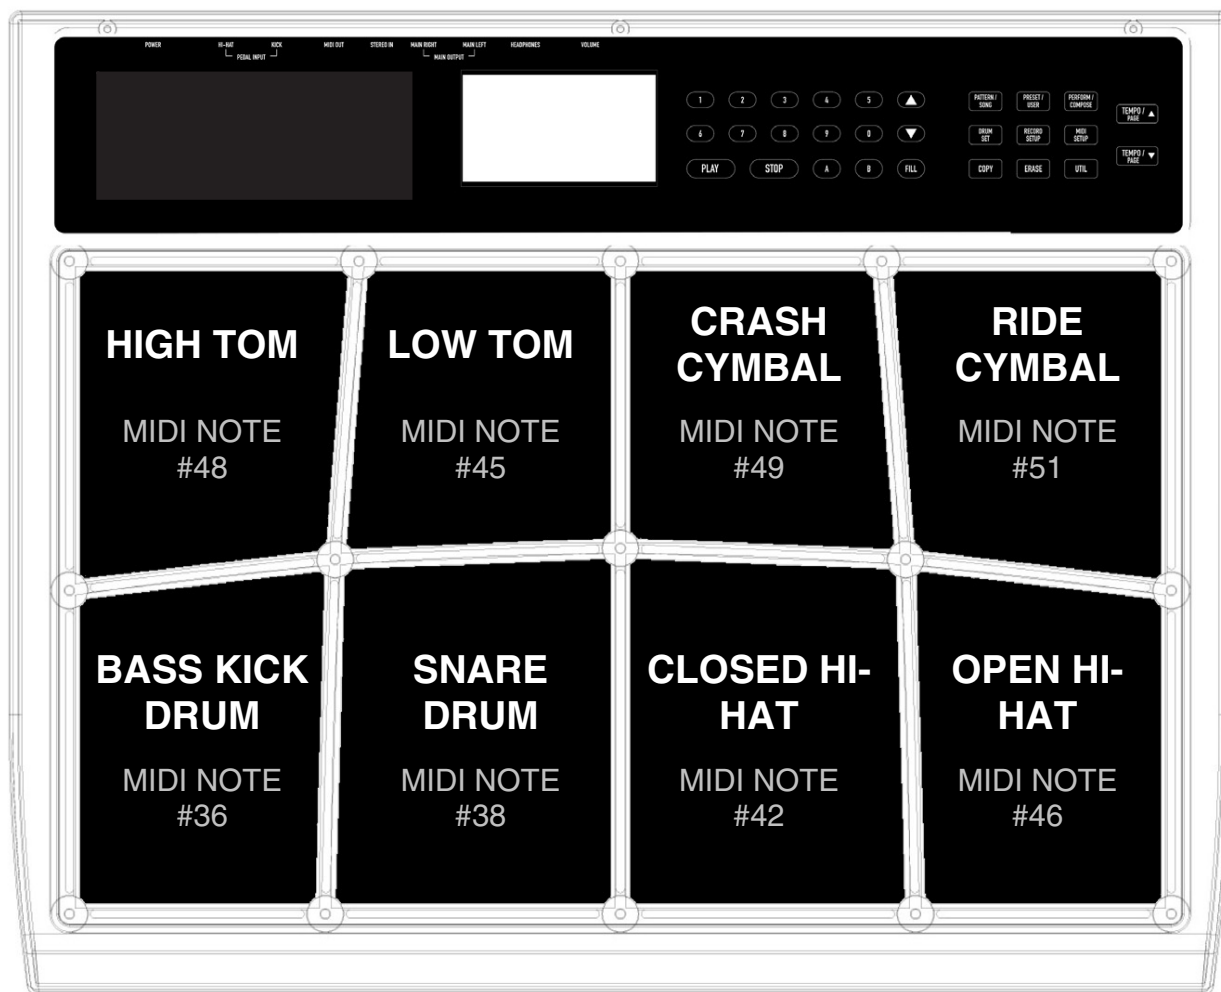 POWER HI-HAT KICK MIDI OUT STEREO IN MAIN RIGHT MAIN LEFT HEADPHONES VOLUME
PEDAL INPUT MAIN OUTPUT
1 2 3 4 5
6 7 8 9 0
PLAY STOP A B FILL
PATTERN /
SONG
PRESET /
USER
PERFORM /
COMPOSE
DRUM
SET
RECORD
SETUP
MIDI
SETUP
COPY ERASE UTIL
TEMPO /
PAGE
TEMPO /
PAGE
HIGH TOM
MIDI NOTE
#48
LOW TOM
MIDI NOTE
#45
CRASH
CYMBAL
MIDI NOTE
#49
RIDE
CYMBAL
MIDI NOTE
#51
BASS KICK
DRUM
MIDI NOTE
#36
SNARE
DRUM
MIDI NOTE
#38
CLOSED HI-
HAT
MIDI NOTE
#42
OPEN HI-
HAT
MIDI NOTE
#46